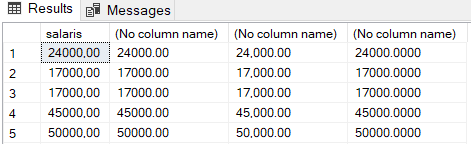 Results Messages
salaris (No column name) (No column name) (No column name)
1 24000,00 24000.00 24,000.00 24000.0000
2 17000,00 17000.00 17,000.00 17000.0000
3 17000,00 17000.00 17,000.00 17000.0000
4 45000,00 45000.00 45,000.00 45000.0000
5 50000,00 50000.00 50,000.00 50000.0000